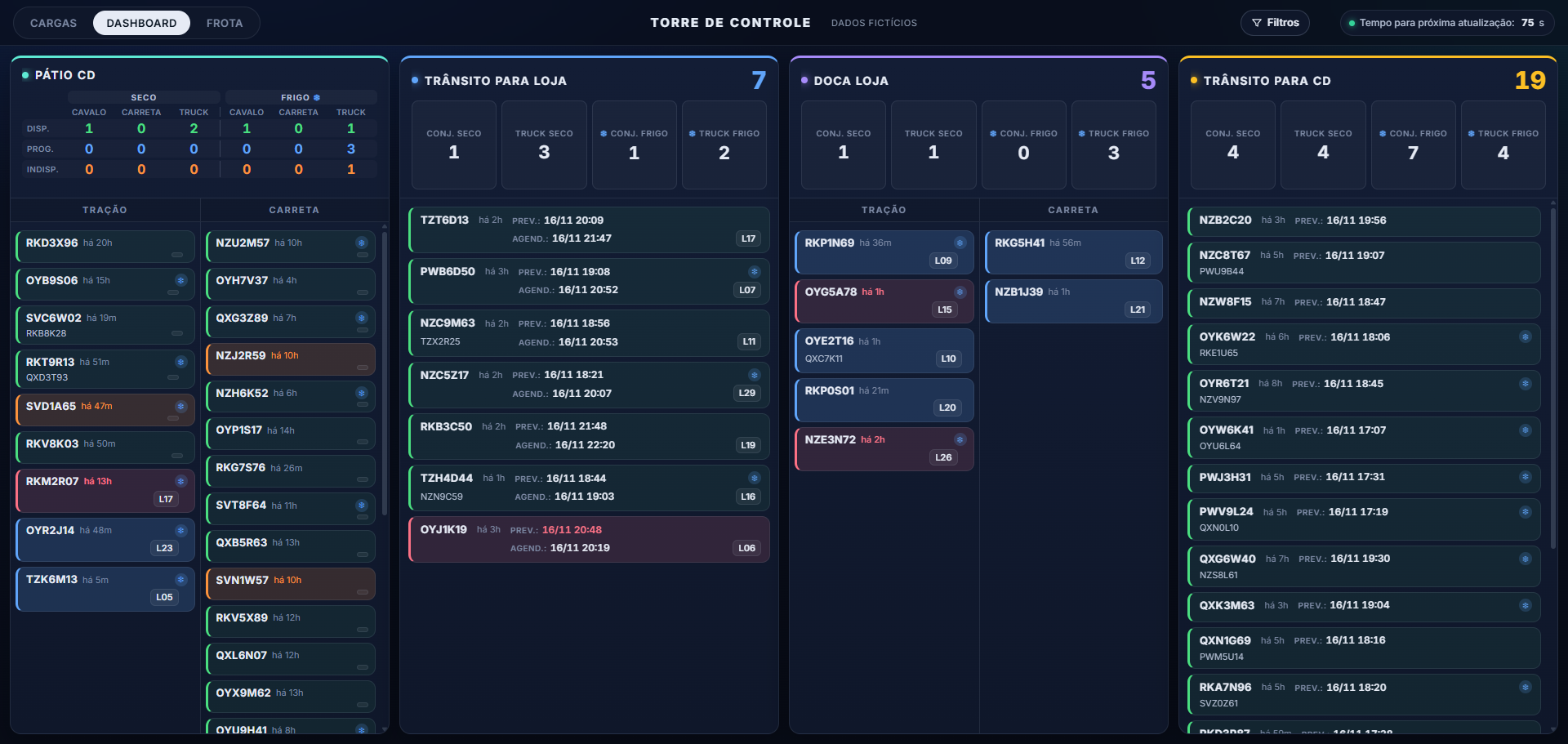 CARGAS DASHBOARD FROTA TORRE DE CONTROLE DADOS FICTÍCIOS Filtros Tempo para próxima atualização: 75 s
PÁTIO CD
SECO FRIGO
CAVALO CARRETA TRUCK CAVALO CARRETA TRUCK
DISP. 1 0 2 1 0 1
PROG. 0 0 0 0 0 3
INDISP. 0 0 0 0 0 1
TRAÇÃO
RKD3X96 há 20h
OYB9S06 há 15h
SVC6W02 há 19m
RKB8K28
RKT9R13 há 51m
QXD3T93
SVD1A65 há 47m
RKV8K03 há 50m
RKM2R07 há 13h
L17
OYR2J14 há 48m
L23
TZK6M13 há 5m
L05
CARRETA
NZU2M57 há 10h
OYH7V37 há 4h
QXG3Z89 há 7h
NZJ2R59 há 10h
NZH6K52 há 6h
OYP1S17 há 14h
RKG7S76 há 26m
SVT8F64 há 11h
QXB5R63 há 13h
SVN1W57 há 10h
RKV5X89 há 12h
QXL6N07 há 12h
OYX9M62 há 13h
OYU9H41 há 8h
TRÂNSITO PARA LOJA 7
CONJ. SECO TRUCK SECO CONJ. FRIGO TRUCK FRIGO
1 3 1 2
TZT6D13 há 2h PREV.: 16/11 20:09
AGEND.: 16/11 21:47 L17
PWB6D50 há 3h PREV.: 16/11 19:08
AGEND.: 16/11 20:52 L07
NZC9M63 há 2h PREV.: 16/11 18:56
TZX2R25 AGEND.: 16/11 20:53 L11
NZC5Z17 há 2h PREV.: 16/11 18:21
AGEND.: 16/11 20:07 L29
RKB3C50 há 2h PREV.: 16/11 21:48
AGEND.: 16/11 22:20 L19
TZH4D44 há 1h PREV.: 16/11 18:44
NZN9C59 AGEND.: 16/11 19:03 L16
OYJ1K19 há 3h PREV.: 16/11 20:48
AGEND.: 16/11 20:19 L06
DOCA LOJA 5
CONJ. SECO TRUCK SECO CONJ. FRIGO TRUCK FRIGO
1 1 0 3
TRAÇÃO
RKP1N69 há 36m
L09
OYG5A78 há 1h
L15
OYE2T16 há 1h
QXC7K11 L10
RKP0S01 há 21m
L20
NZE3N72 há 2h
L26
CARRETA
RKG5H41 há 56m
L12
NZB1J39 há 1h
L21
TRÂNSITO PARA CD 19
CONJ. SECO TRUCK SECO CONJ. FRIGO TRUCK FRIGO
4 4 7 4
NZB2C20 há 3h PREV.: 16/11 19:56
NZC8T67 há 5h PREV.: 16/11 19:07
PWU9B44
NZW8F15 há 7h PREV.: 16/11 18:47
OYK6W22 há 6h PREV.: 16/11 18:06
RKE1U65
OYR6T21 há 8h PREV.: 16/11 18:45
NZV9N97
OYW6K41 há 1h PREV.: 16/11 17:07
OYU6L64
PWJ3H31 há 5h PREV.: 16/11 17:31
PWV9L24 há 5h PREV.: 16/11 17:19
QXN0L10
QXG6W40 há 7h PREV.: 16/11 19:30
NZS8L61
QXK3M63 há 3h PREV.: 16/11 19:04
QXN1G69 há 5h PREV.: 16/11 18:16
PWM5U14
RKA7N96 há 5h PREV.: 16/11 18:20
SVZ0Z61